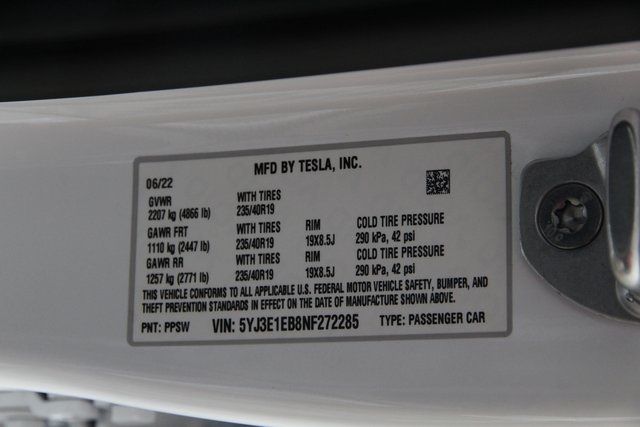 MFD BY TESLA, INC.
06/22
GVWR WITH TIRES
2207 kg (4866 lb) 235/40R19
GAWR FRT WITH TIRES RIM COLD TIRE PRESSURE
1110 kg (2447 lb) 235/40R19 19X8.5J 290 kPa, 42 psi
GAWR RR WITH TIRES RIM COLD TIRE PRESSURE
1257 kg (2771 lb) 235/40R19 19X8.5J 290 kPa, 42 psi
THIS VEHICLE CONFORMS TO ALL APPLICABLE U.S. FEDERAL MOTOR VEHICLE SAFETY, BUMPER, AND
THEFT PREVENTION STANDARDS IN EFFECT ON THE DATE OF MANUFACTURE SHOWN ABOVE.
PNT: PPSW VIN: 5YJ3E1EB8NF272285 TYPE: PASSENGER CAR